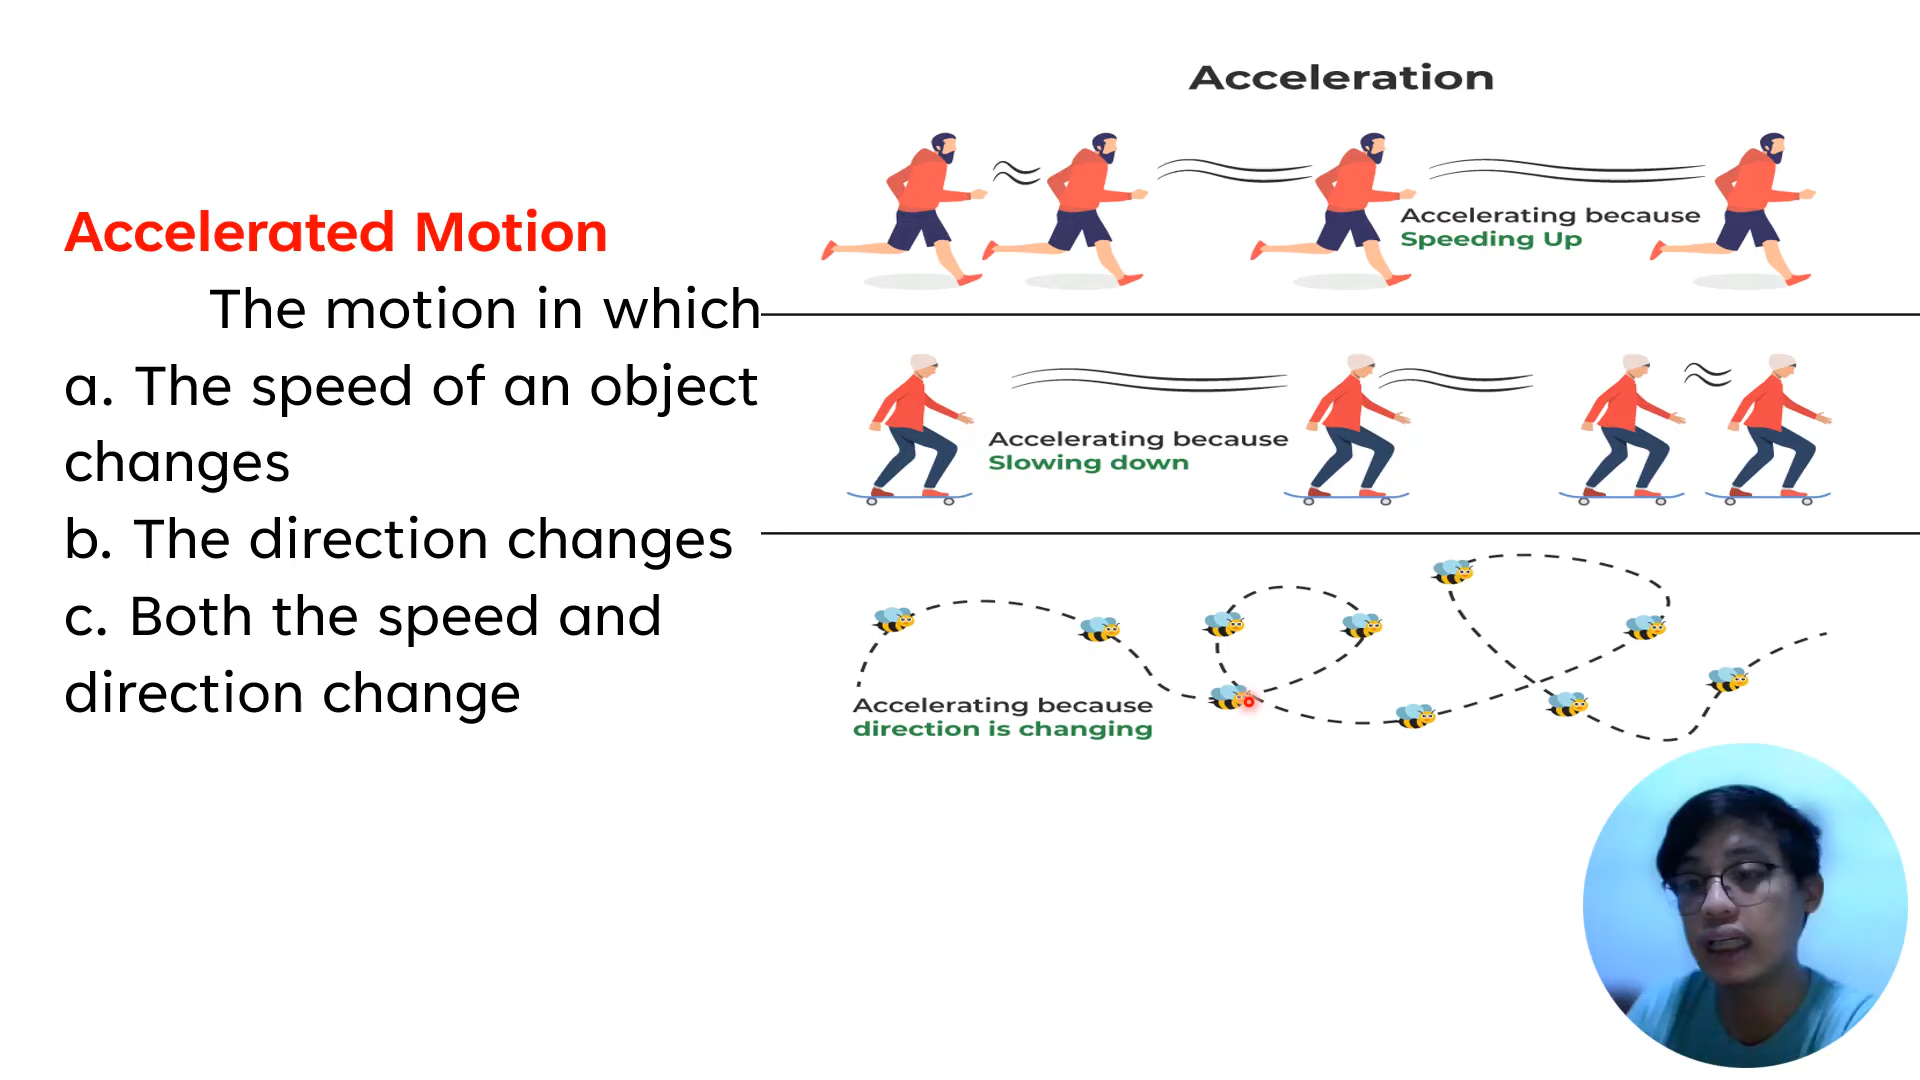 Accelerated Motion
The motion in which
a. The speed of an object
changes
b. The direction changes
c. Both the speed and
direction change
Acceleration
Accelerating because
Speeding Up
Accelerating because
Slowing down
Accelerating because
direction is changing